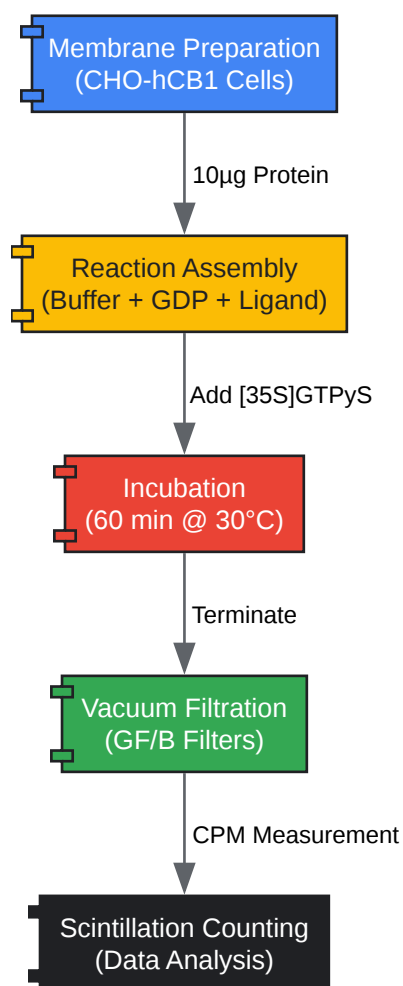 Membrane Preparation
(CHO-hCB1 Cells)
10µg Protein
Reaction Assembly
(Buffer + GDP + Ligand)
Add [35S]GTPyS
Incubation
(60 min @ 30°C)
Terminate
Vacuum Filtration
(GF/B Filters)
CPM Measurement
Scintillation Counting
(Data Analysis)